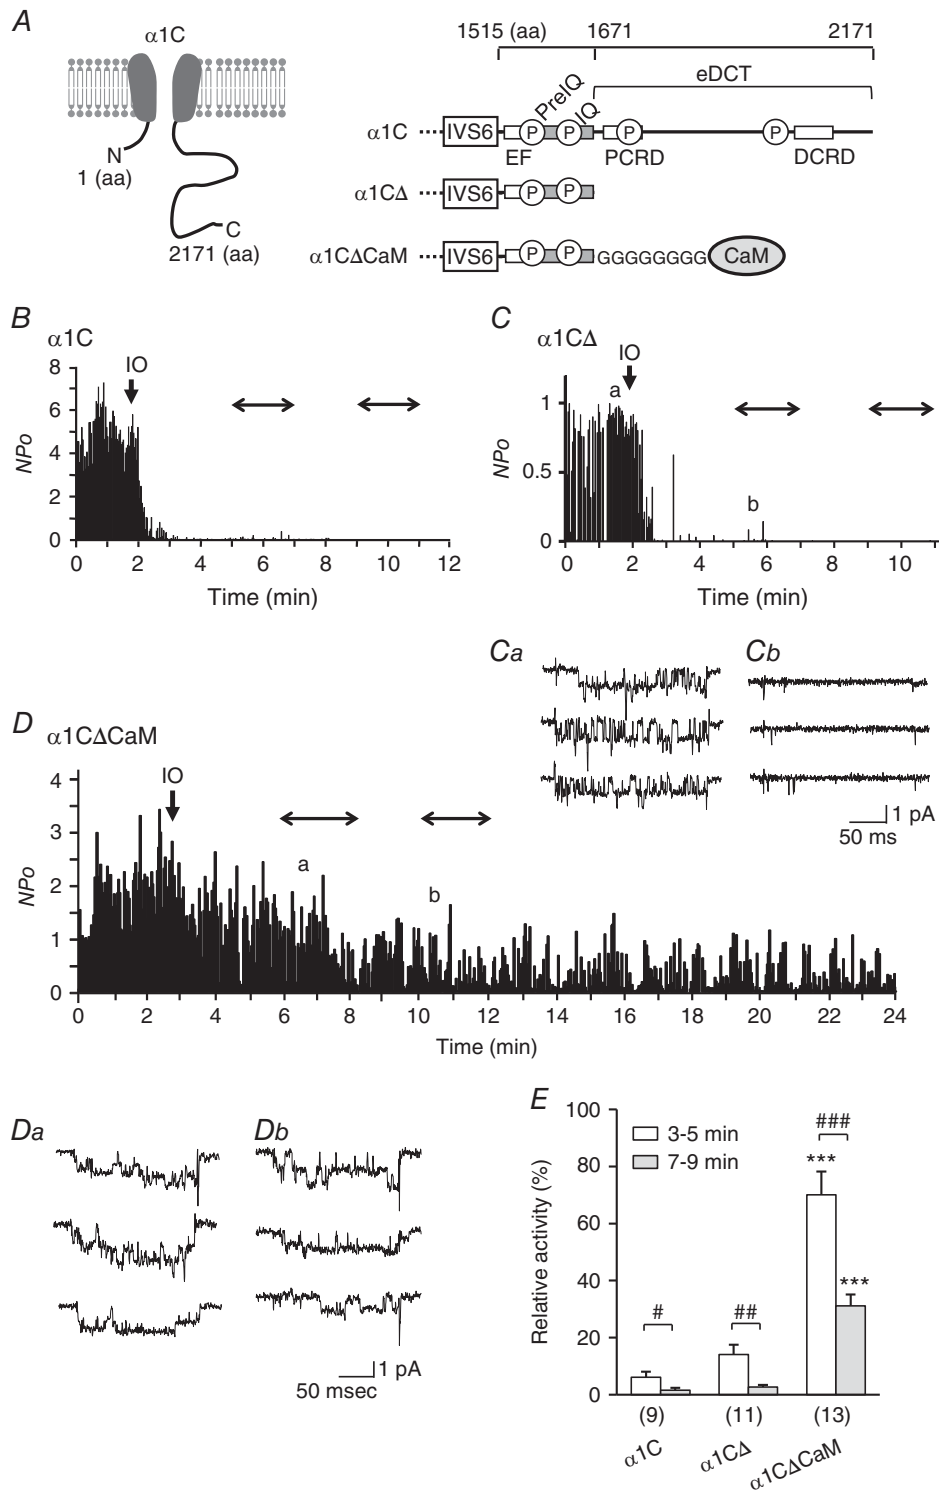 A
α1C
N
1 (aa)
C
2171 (aa)
1515 (aa) 1671 2171
eDCT
PreIQ
IQ
α1C IVS6 P P P P
EF PCRD DCRD
α1CΔ IVS6 P P
α1CΔCaM IVS6 P P GGGGGGGG CaM
B
α1C
IO
8
6
4
2
0
NPo
0 2 4 6 8 10 12
Time (min)
C
α1CΔ
IO
a
b
1
0.5
0
NPo
0 2 4 6 8 10
Time (min)
Ca
Cb
1 pA
50 ms
D
α1CΔCaM
IO
a
b
4
3
2
1
0
NPo
0 2 4 6 8 10 12 14 16 18 20 22 24
Time (min)
Da
Db
1 pA
50 msec
E
100
80
60
40
20
0
Relative activity (%)
3-5 min
7-9 min
#
##
###
***
***
(9) (11) (13)
α1C
α1CΔ
α1CΔCaM